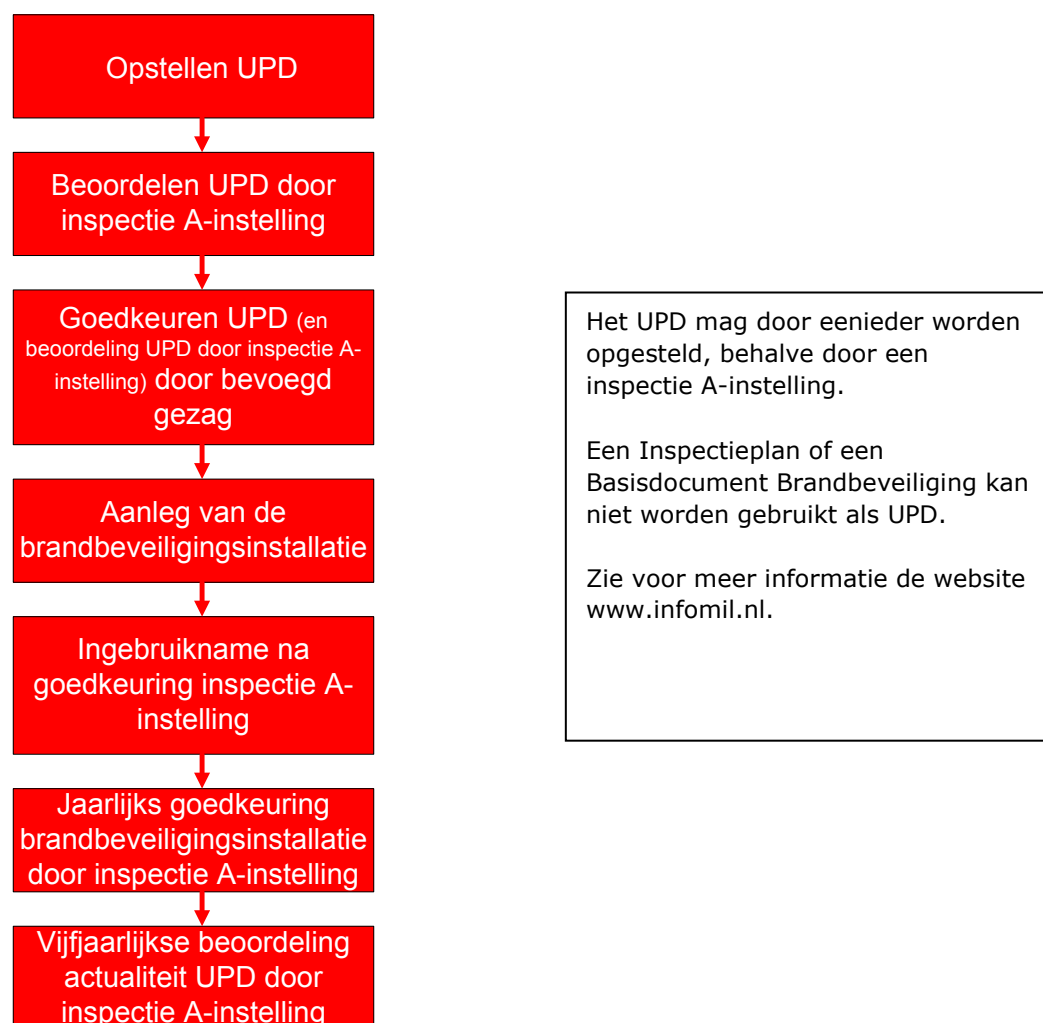 Opstellen UPD
Beoordelen UPD door
inspectie A-instelling
Goedkeuren UPD (en
beoordeling UPD door inspectie A-
instelling) door bevoegd
gezag
Aanleg van de
brandbeveiligingsinstallatie
Ingebruikname na
goedkeuring inspectie A-
instelling
Jaarlijks goedkeuring
brandbeveiligingsinstallatie
door inspectie A-instelling
Vijfjaarlijkse beoordeling
actualiteit UPD door
inspectie A-instelling
Het UPD mag door eenieder worden
opgesteld, behalve door een
inspectie A-instelling.
Een Inspectieplan of een
Basisdocument Brandbeveiliging kan
niet worden gebruikt als UPD.
Zie voor meer informatie de website
www.infomil.nl.